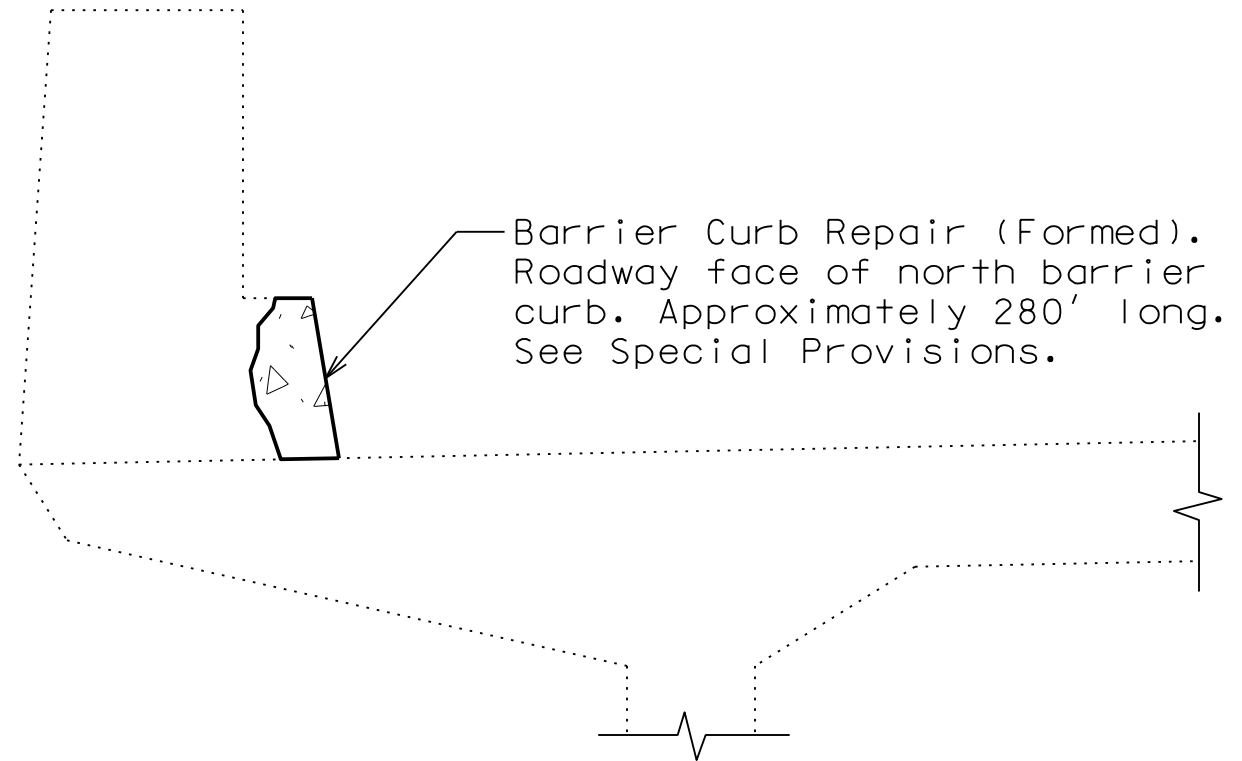 Barrier Curb Repair (Formed).
Roadway face of north barrier
curb. Approximately 280' long.
See Special Provisions.